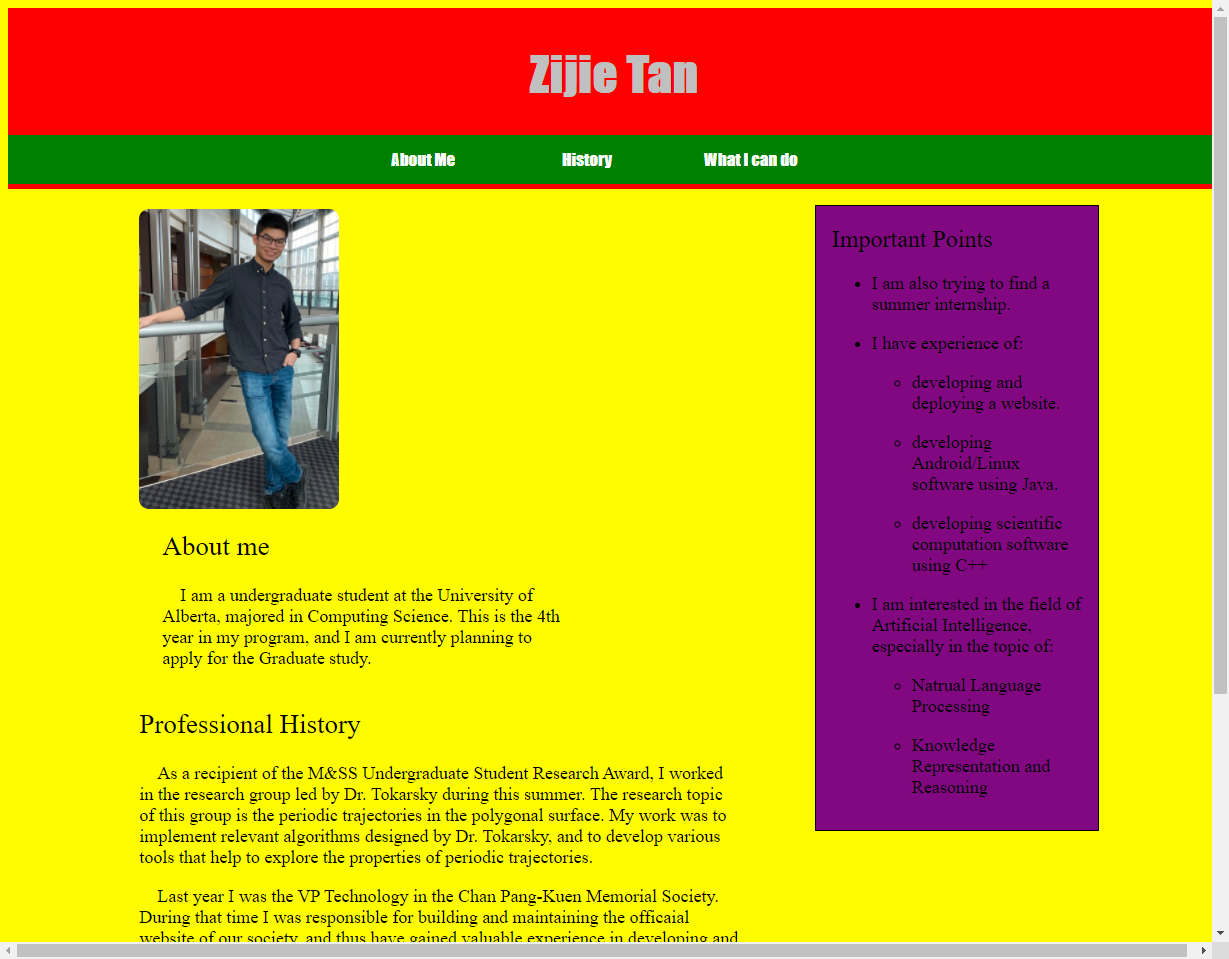 Zijie Tan
About Me
History
What I can do
About me
I am a undergraduate student at the University of
Alberta, majored in Computing Science. This is the 4th
year in my program, and I am currently planning to
apply for the Graduate study.
Professional History
As a recipient of the M&SS Undergraduate Student Research Award, I worked
in the research group led by Dr. Tokarsky during this summer. The research topic
of this group is the periodic trajectories in the polygonal surface. My work was to
implement relevant algorithms designed by Dr. Tokarsky, and to develop various
tools that help to explore the properties of periodic trajectories.
Last year I was the VP Technology in the Chan Pang-Kuen Memorial Society.
During that time I was responsible for building and maintaining the officaial
website of our society, and thus have gained valuable experience in developing and
Important Points
I am also trying to find a
summer internship.
I have experience of:
developing and
deploying a website.
developing
Android/Linux
software using Java.
developing scientific
computation software
using C++
I am interested in the field of
Artificial Intelligence,
especially in the topic of:
Natrual Language
Processing
Knowledge
Representation and
Reasoning